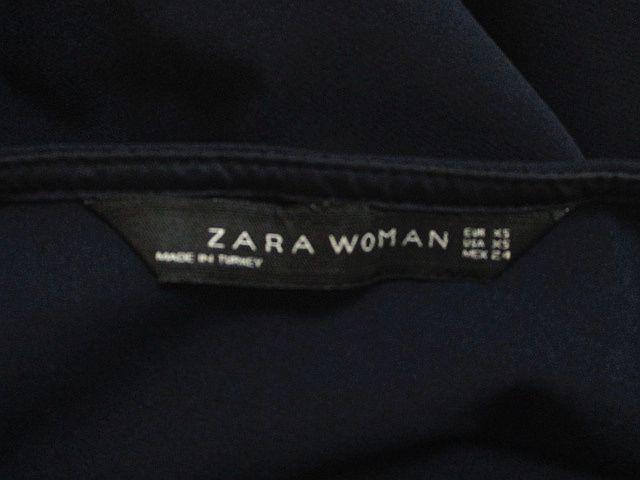 ZARA WOMAN
MADE IN TURKEY
EUR XS
USA XS
MEX 24